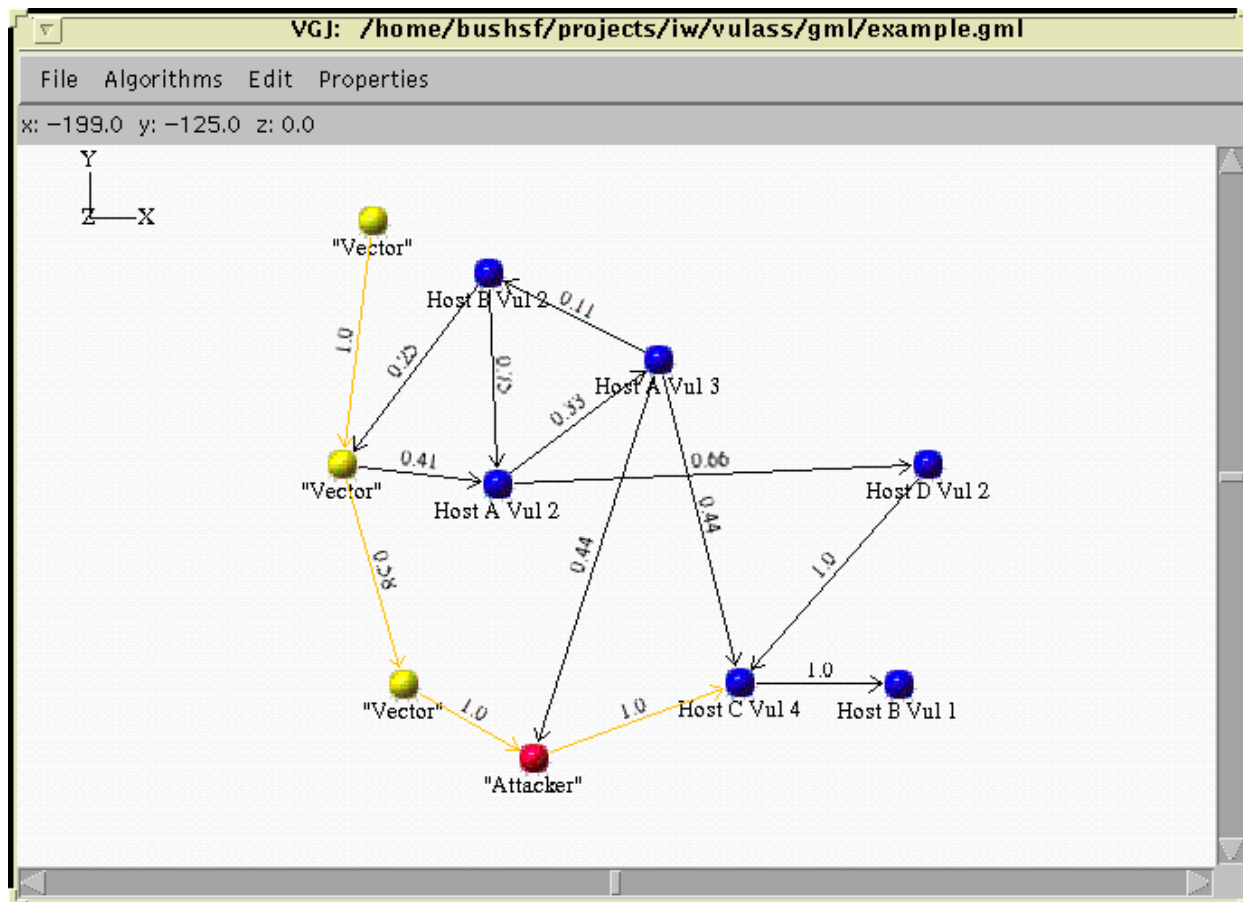 VGJ: /home/bushsf/projects/iw/vulass/gml/example.gml
File Algorithms Edit Properties
x: −199.0 y: −125.0 z: 0.0
Y
Z X
"Vector"
Host B Vul 2
0.11
1.0
0.25
Host A Vul 3
0.33
0.41
0.66
"Vector"
Host A Vul 2
Host D Vul 2
0.44
0.44
0.58
1.0
1.0
"Vector"
1.0
1.0
Host C Vul 4
Host B Vul 1
"Attacker"